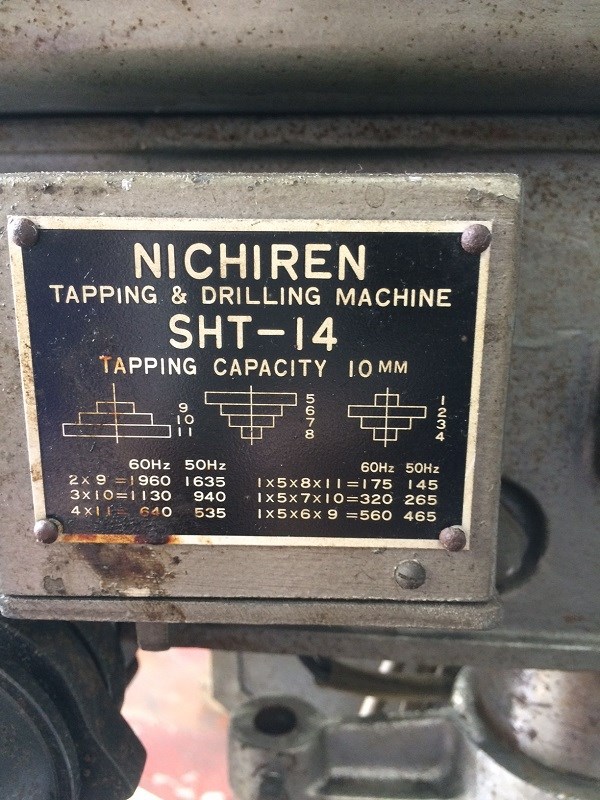 NICHIREN
TAPPING & DRILLING MACHINE
SHT-14
TAPPING CAPACITY 10MM
9
10
11
5
6
7
8
1
2
3
4
60Hz 50Hz
2x9=1960 1635
3x10=1130 940
4x11=640 535
60Hz 50Hz
1x5x8x11=175 145
1x5x7x10=320 265
1x5x6x9=560 465